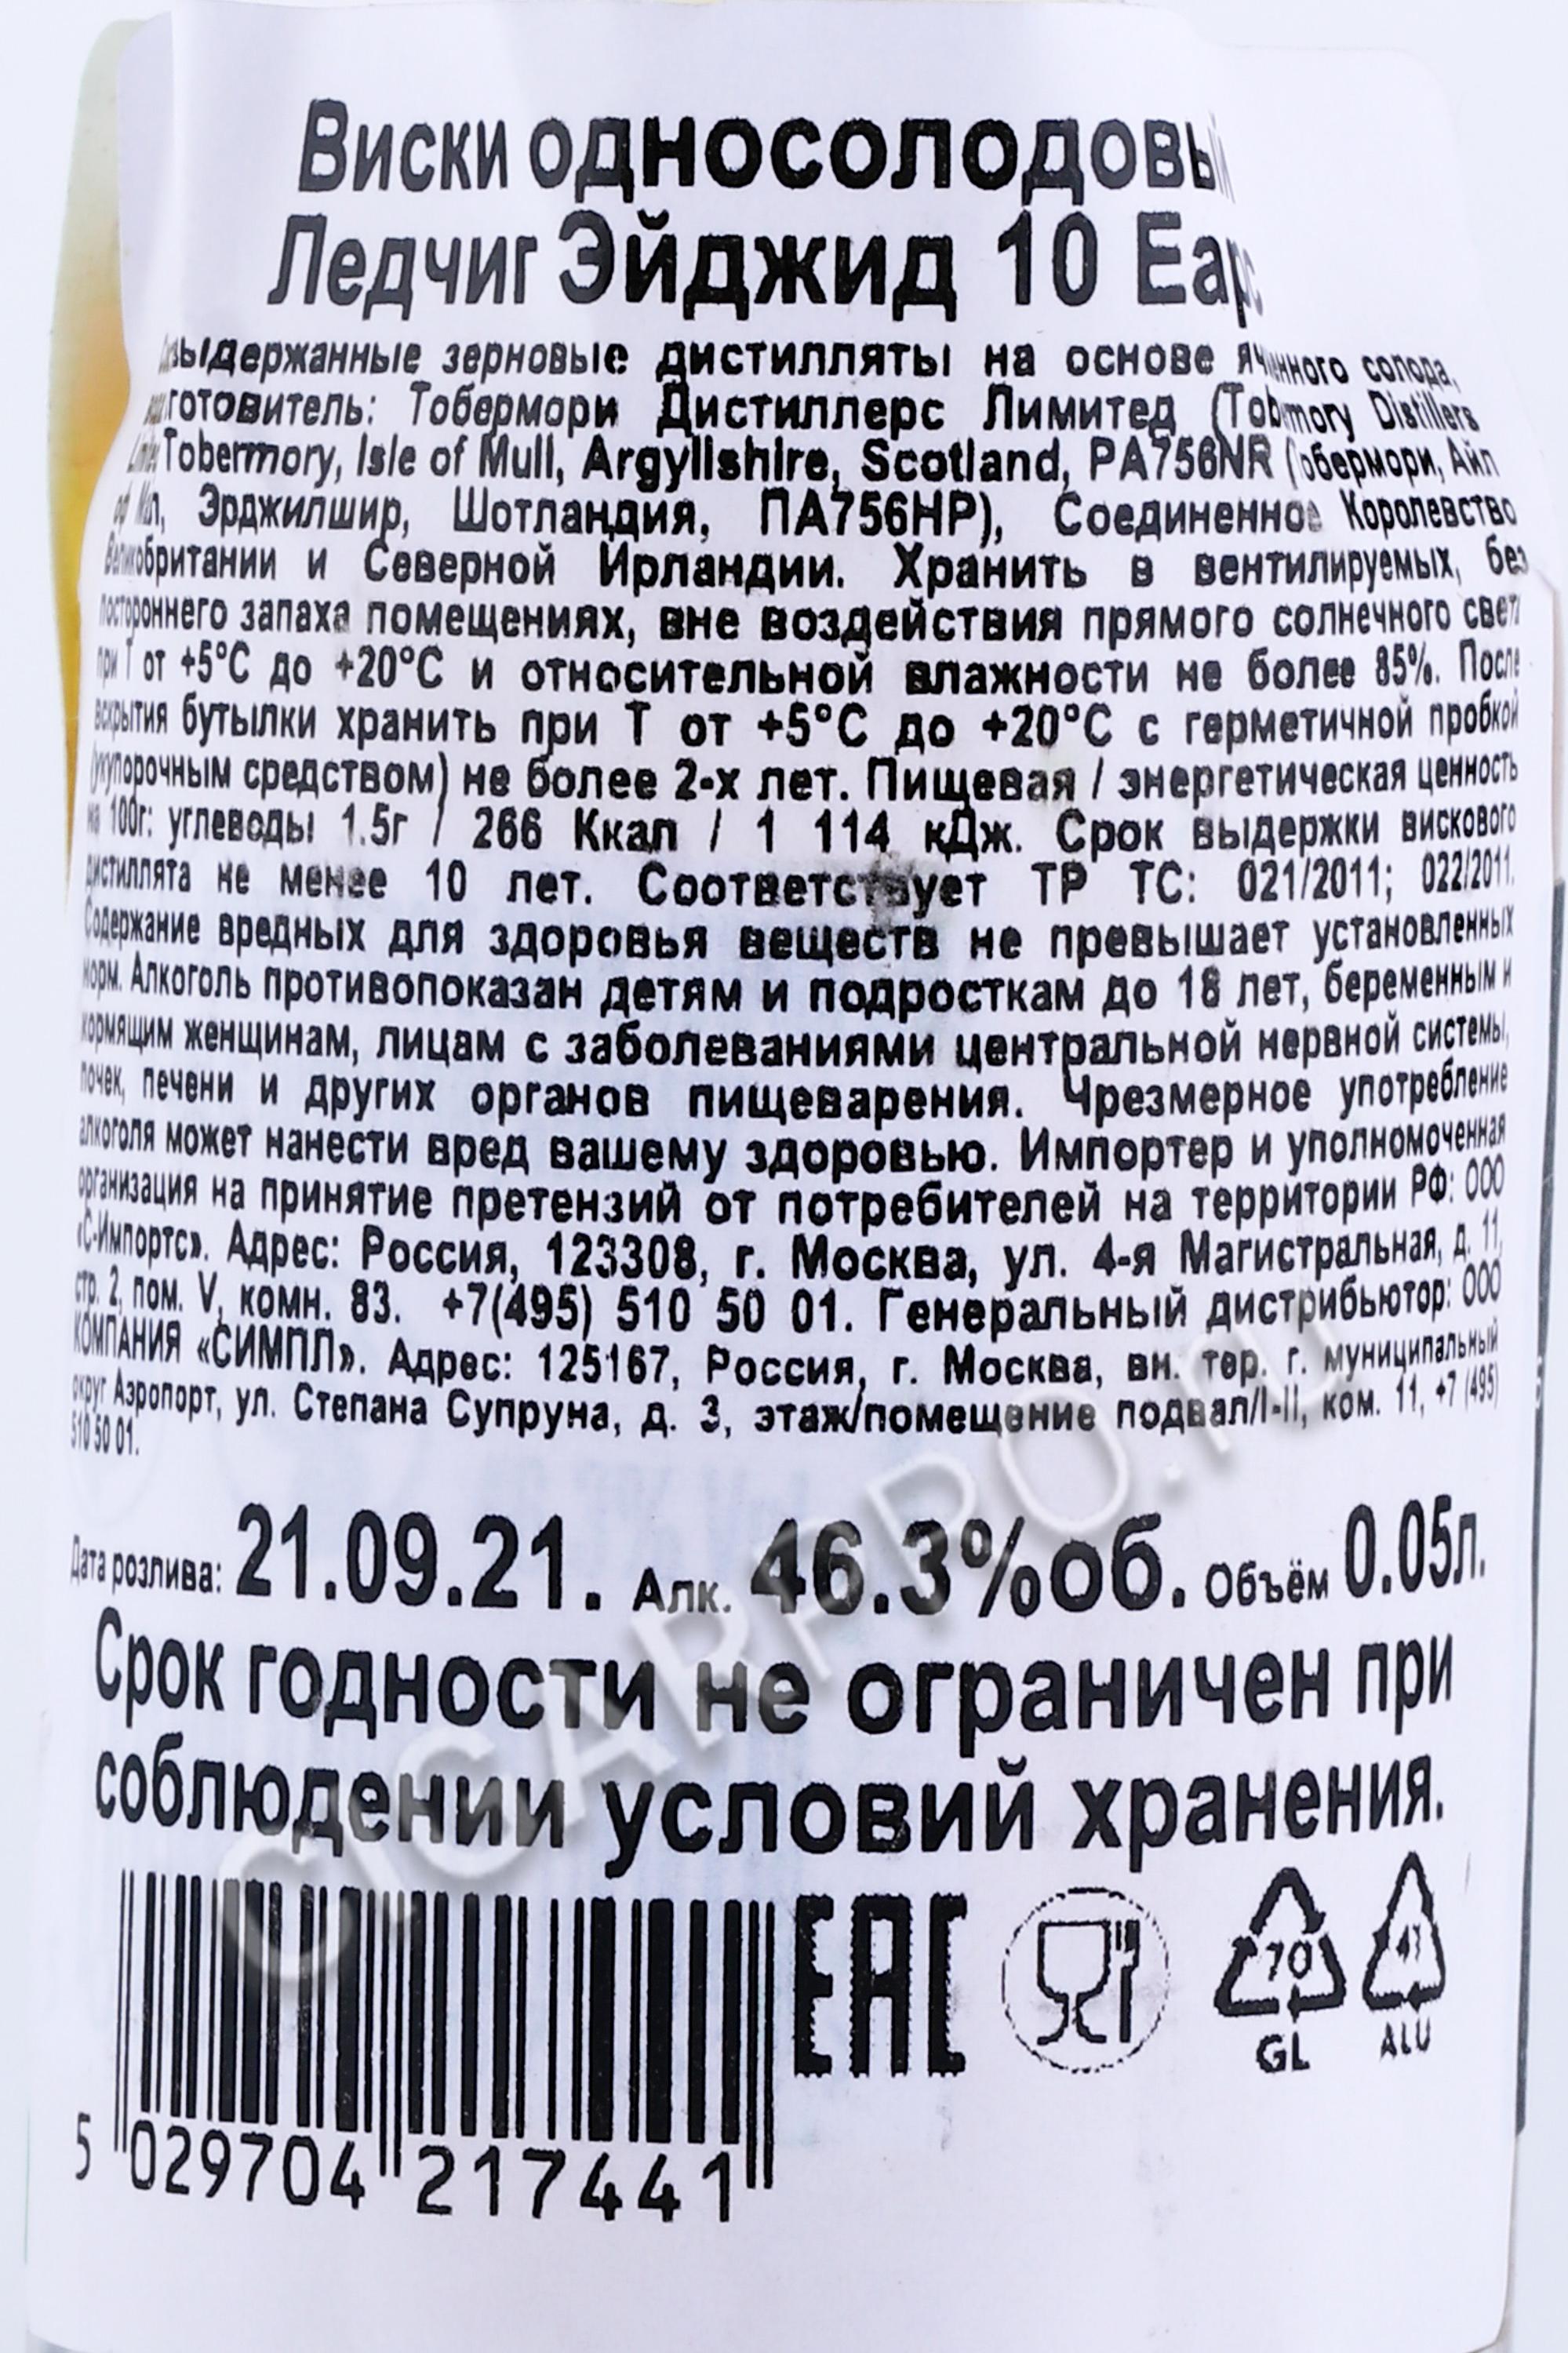 Виски односолодовый
Ледчиг Эйджид 10 Еарс
выдержанные зерновые дистилляты на основе солода,
готовитель: Тобермори Дистиллерс Лимитед (Tobermory Distillers
Tobermory, Isle of Mull, Argyllshire, Scotland, PA756NR (Тобермори, Айл
Эрджилшир, Шотландия, ПА756НР), Соединенное Королевство
Великобритании и Северной Ирландии. Хранить в вентилируемых, без
постороннего запаха помещениях, вне воздействия прямого солнечного света
при Т от +5°С до +20°С и относительной влажности не более 85%. После
вскрытия бутылки хранить при Т от +5°С до +20°С с герметичной пробкой
(укупорочным средством) не более 2-х лет. Пищевая / энергетическая ценность
на 100г: углеводы 1.5г / 266 Ккал / 1 114 кДж. Срок выдержки вискового
дистиллята не менее 10 лет. Соответствует ТР ТС: 021/2011; 022/2011.
Содержание вредных для здоровья веществ не превышает установленных
норм. Алкоголь противопоказан детям и подросткам до 18 лет, беременным и
кормящим женщинам, лицам с заболеваниями центральной нервной системы,
почек, печени и других органов пищеварения. Чрезмерное употребление
алкоголя может нанести вред вашему здоровью. Импортер и уполномоченная
организация на принятие претензий от потребителей на территории РФ: ООО
«С-Импортс». Адрес: Россия, 123308, г. Москва, ул. 4-я Магистральная, д. 11,
стр. 2, пом. V, комн. 83. +7(495) 510 50 01. Генеральный дистрибьютор: ООО
КОМПАНИЯ «СИМПЛ». Адрес: 125167, Россия, г. Москва, вн. тер. г. муниципальный
округ Аэропорт, ул. Степана Супруна, д. 3, этаж/помещение подвал/I-II, ком. 11, +7 (495)
510 50 01.
Дата розлива: 21.09.21. Алк. 46.3%об. Объём 0.05л.
Срок годности не ограничен при
соблюдении условий хранения.
CIGARPRO.ru
EAC
70
GL
41
ALU
5 029704 217441